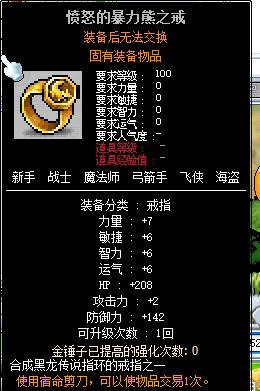 愤怒的暴力熊之戒
装备后无法交换
固有装备物品
要求等级 : 100
要求力量 : 0
要求敏捷 : 0
要求智力 : 0
要求运气 : 0
要求人气度 : -
道具等级 : -
道具经验值 : -
新手 战士 魔法师 弓箭手 飞侠 海盗
装备分类 : 戒指
力量 : +7
敏捷 : +6
智力 : +6
运气 : +6
HP : +208
攻击力 : +2
防御力 : +142
可升级次数 : 1回
金锤子已提高的强化次数: 0
合成黑龙传说指环的戒指之一
使用宿命剪刀，可以使物品交易1次。